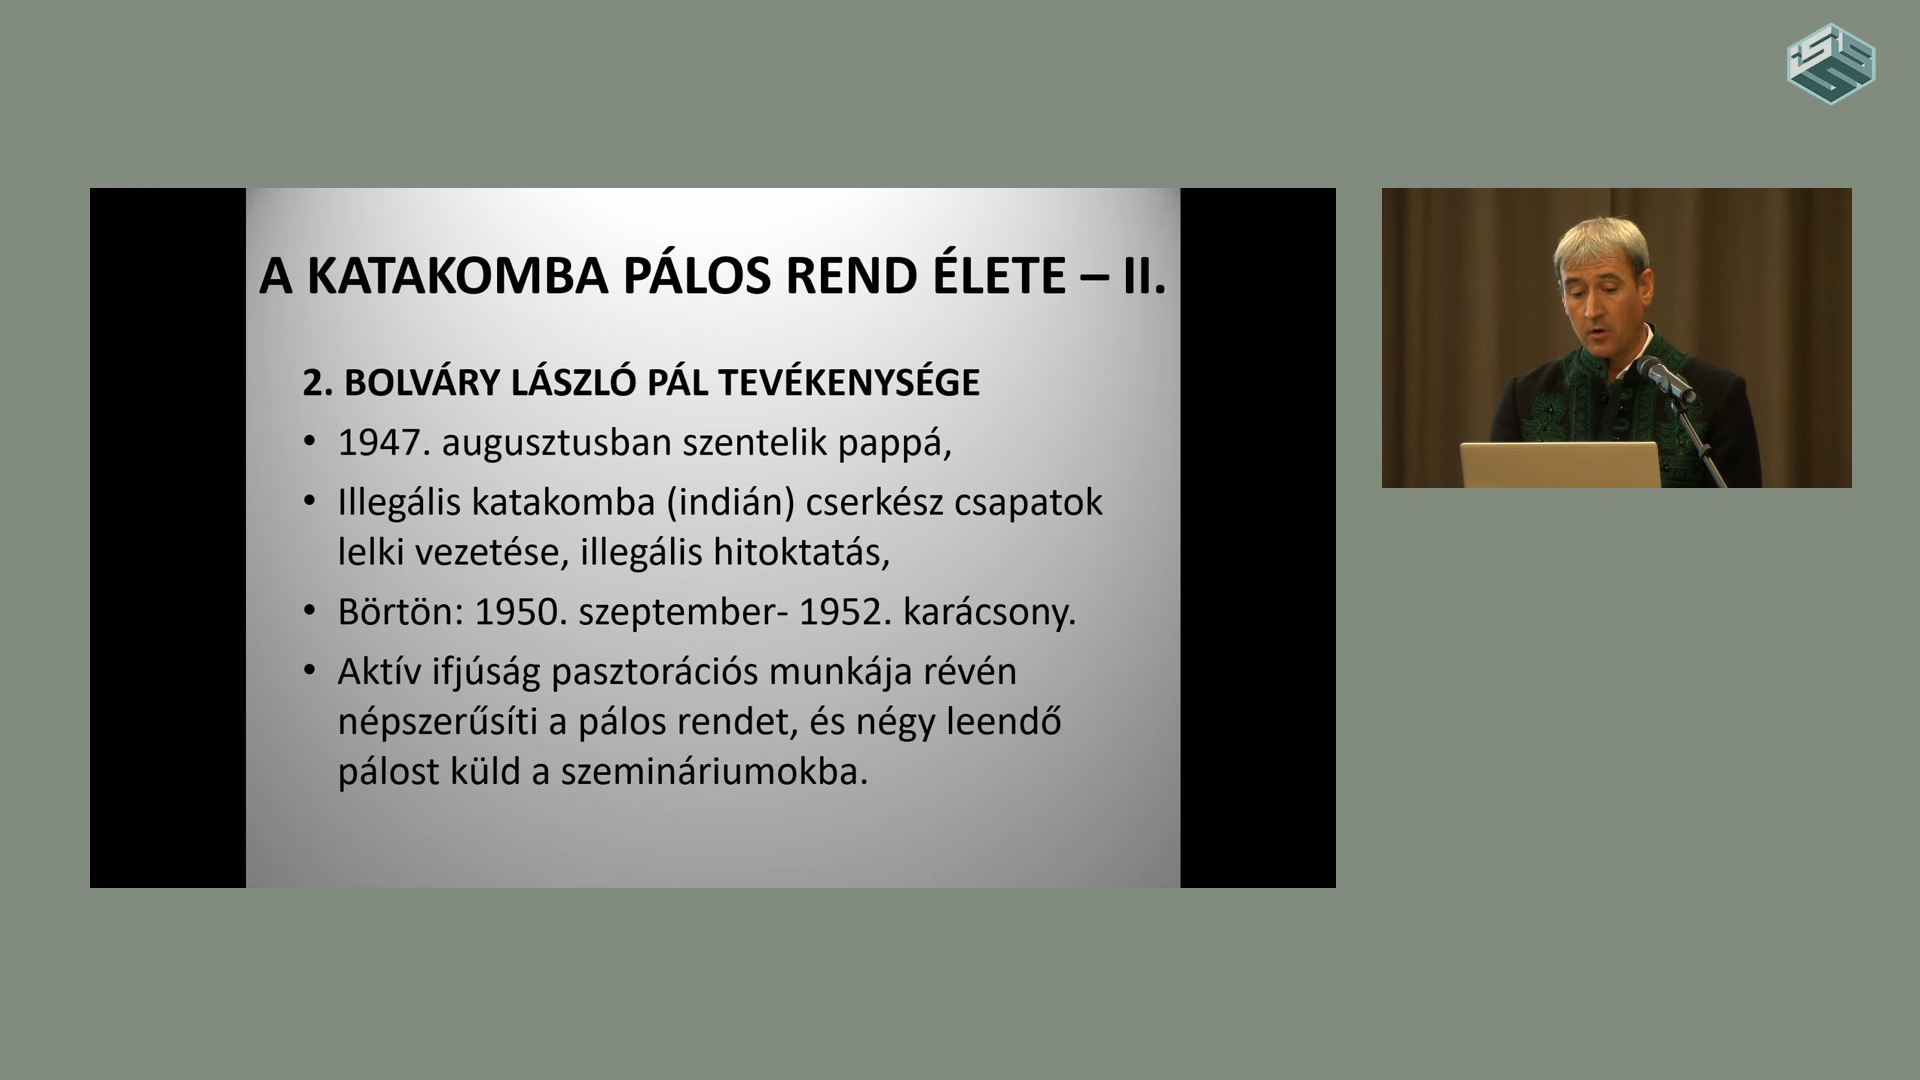 A KATAKOMBA PÁLOS REND ÉLETE – II.
2. BOLVÁRY LÁSZLÓ PÁL TEVÉKENYSÉGE
• 1947. augusztusban szentelik pappá,
• Illegális katakomba (indián) cserkész csapatok
lelki vezetése, illegális hitoktatás,
• Börtön: 1950. szeptember- 1952. karácsony.
• Aktív ifjúság pasztorációs munkája révén
népszerűsíti a pálos rendet, és négy leendő
pálost küld a szemináriumokba.